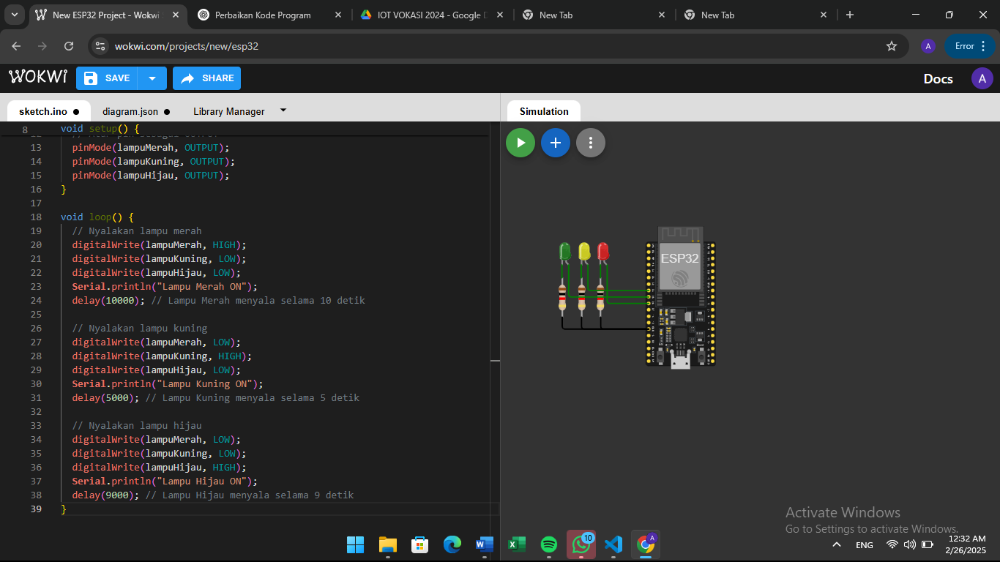 New ESP32 Project - Wokwi
Perbaikan Kode Program
IOT VOKASI 2024 - Google D
New Tab
New Tab
wokwi.com/projects/new/esp32
A
Error
WOKWi
SAVE
SHARE
Docs
A
sketch.ino
diagram.json
Library Manager
Simulation
8 void setup() {
13 pinMode(lampuMerah, OUTPUT);
14 pinMode(lampuKuning, OUTPUT);
15 pinMode(lampuHijau, OUTPUT);
16 }
17
18 void loop() {
19 // Nyalakan lampu merah
20 digitalWrite(lampuMerah, HIGH);
21 digitalWrite(lampuKuning, LOW);
22 digitalWrite(lampuHijau, LOW);
23 Serial.println("Lampu Merah ON");
24 delay(10000); // Lampu Merah menyala selama 10 detik
25
26 // Nyalakan lampu kuning
27 digitalWrite(lampuMerah, LOW);
28 digitalWrite(lampuKuning, HIGH);
29 digitalWrite(lampuHijau, LOW);
30 Serial.println("Lampu Kuning ON");
31 delay(5000); // Lampu Kuning menyala selama 5 detik
32
33 // Nyalakan lampu hijau
34 digitalWrite(lampuMerah, LOW);
35 digitalWrite(lampuKuning, LOW);
36 digitalWrite(lampuHijau, HIGH);
37 Serial.println("Lampu Hijau ON");
38 delay(9000); // Lampu Hijau menyala selama 9 detik
39 }
ESP32
Activate Windows
Go to Settings to activate Windows.
10
A
ENG
12:32 AM
2/26/2025